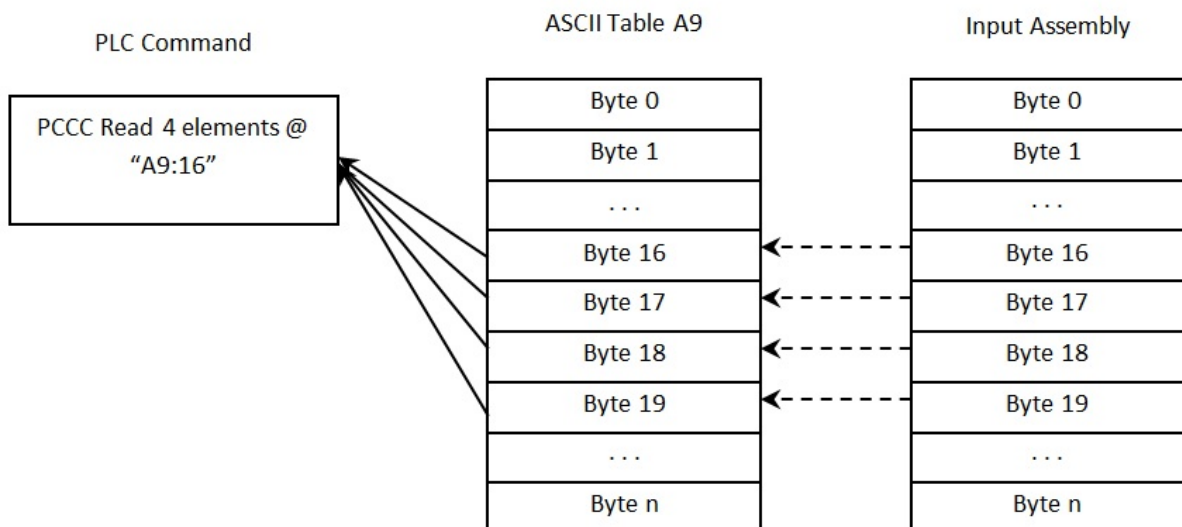 PLC Command
PCCC Read 4 elements @
“A9:16”
ASCII Table A9
Byte 0
Byte 1
. . .
Byte 16
Byte 17
Byte 18
Byte 19
. . .
Byte n
Input Assembly
Byte 0
Byte 1
. . .
Byte 16
Byte 17
Byte 18
Byte 19
. . .
Byte n